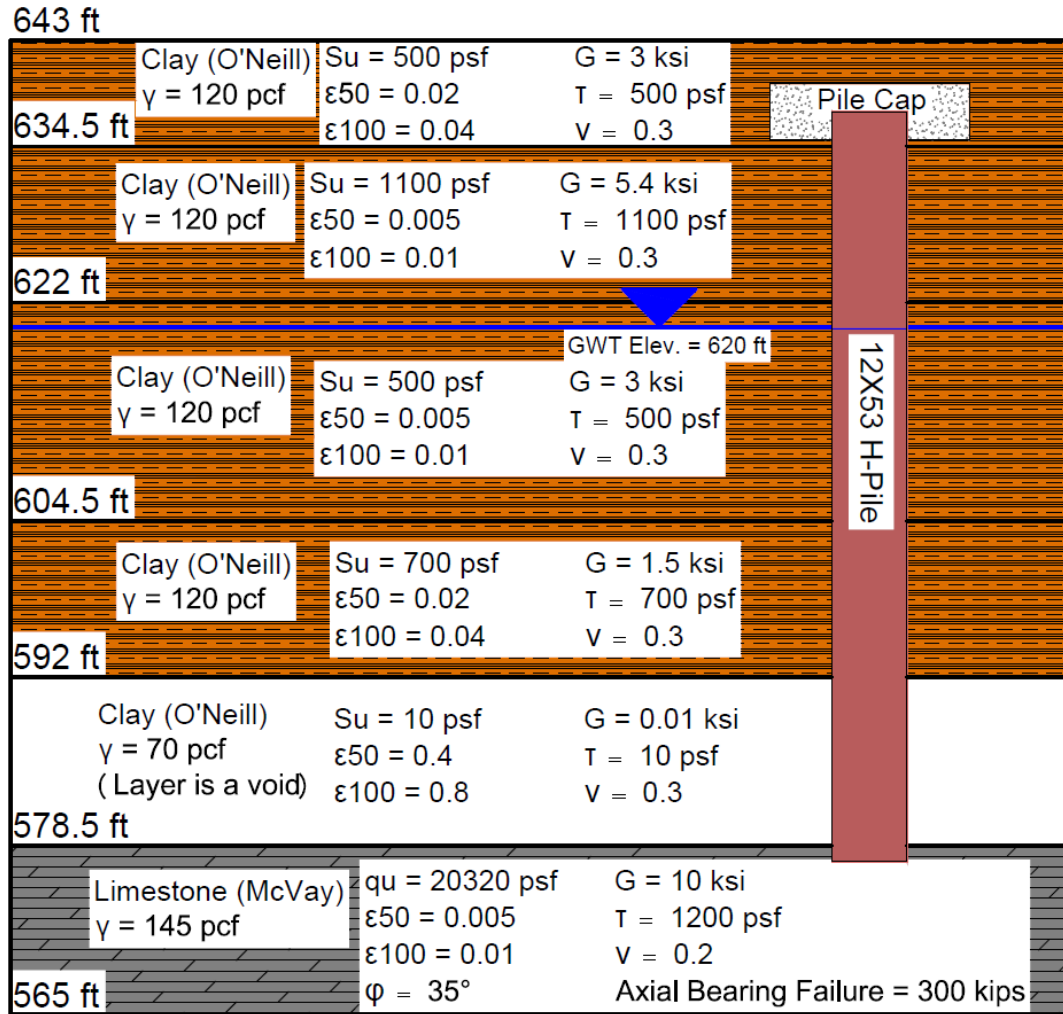 643 ft
Clay (O'Neill)
γ = 120 pcf
Su = 500 psf
ε50 = 0.02
ε100 = 0.04
G = 3 ksi
τ = 500 psf
ν = 0.3
Pile Cap
634.5 ft
Clay (O'Neill)
γ = 120 pcf
Su = 1100 psf
ε50 = 0.005
ε100 = 0.01
G = 5.4 ksi
τ = 1100 psf
ν = 0.3
622 ft
GWT Elev. = 620 ft
Clay (O'Neill)
γ = 120 pcf
Su = 500 psf
ε50 = 0.005
ε100 = 0.01
G = 3 ksi
τ = 500 psf
ν = 0.3
12X53 H-Pile
604.5 ft
Clay (O'Neill)
γ = 120 pcf
Su = 700 psf
ε50 = 0.02
ε100 = 0.04
G = 1.5 ksi
τ = 700 psf
ν = 0.3
592 ft
Clay (O'Neill)
γ = 70 pcf
( Layer is a void)
Su = 10 psf
ε50 = 0.4
ε100 = 0.8
G = 0.01 ksi
τ = 10 psf
ν = 0.3
578.5 ft
Limestone (McVay)
γ = 145 pcf
qu = 20320 psf
ε50 = 0.005
ε100 = 0.01
φ = 35°
G = 10 ksi
τ = 1200 psf
ν = 0.2
Axial Bearing Failure = 300 kips
565 ft